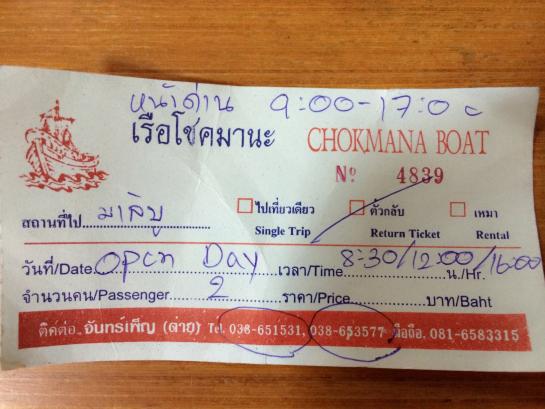 หน้าด่าน 9:00-17:00
เรือโชคมานะ CHOKMANA BOAT
Nº 4839
สถานที่ไป มาลิบู ไปเที่ยวเดียว ตั๋วกลับ เหมา
Single Trip Return Ticket Rental
วันที่/Date open Day เวลา/Time 8:30/12:00/16:00 น./Hr.
จำนวนคน/Passenger 2 ราคา/Price บาท/Baht
ติดต่อ จันทร์เพ็ญ (ต่าย) Tel. 038-651531, 038-653577 มือถือ. 081-6583315